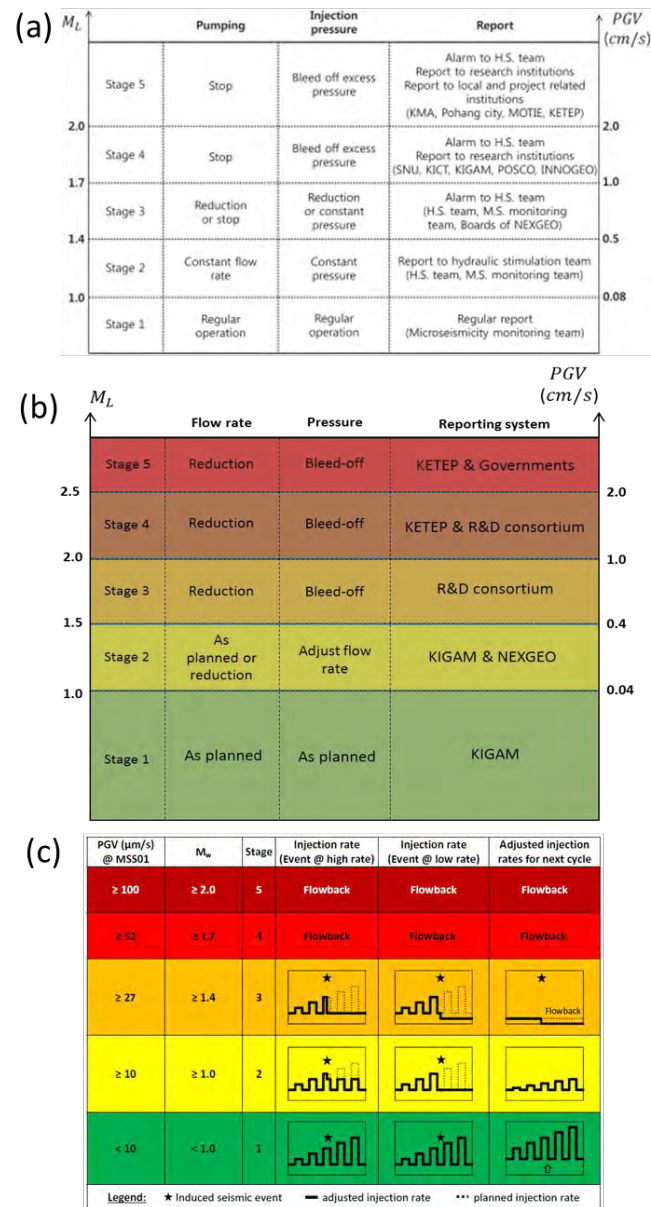 (a)
M_L
Pumping
Injection
pressure
Report
PGV
(cm/s)
Stage 5
Stop
Bleed off excess
pressure
Alarm to H.S. team
Report to research institutions
Report to local and project related
institutions
(KMA, Pohang city, MOTIE, KETEP)
2.0
2.0
Stage 4
Stop
Bleed off excess
pressure
Alarm to H.S. team
Report to research institutions
(SNU, KICT, KIGAM, POSCO, INNOGEO)
1.7
1.0
Stage 3
Reduction
or stop
Reduction
or constant
pressure
Alarm to H.S. team
(H.S. team, M.S. monitoring
team, Boards of NEXGEO)
1.4
0.5
Stage 2
Constant flow
rate
Constant
pressure
Report to hydraulic stimulation team
(H.S. team, M.S. monitoring team)
1.0
0.08
Stage 1
Regular
operation
Regular
operation
Regular report
(Microseismicity monitoring team)
(b)
M_L
Flow rate
Pressure
Reporting system
PGV
(cm/s)
Stage 5
Reduction
Bleed-off
KETEP & Governments
2.5
2.0
Stage 4
Reduction
Bleed-off
KETEP & R&D consortium
2.0
1.0
Stage 3
Reduction
Bleed-off
R&D consortium
1.5
0.4
Stage 2
As
planned or
reduction
Adjust flow
rate
KIGAM & NEXGEO
1.0
0.04
Stage 1
As planned
As planned
KIGAM
(c)
PGV (µm/s)
@ MSS01
M_w
Stage
Injection rate
(Event @ high rate)
Injection rate
(Event @ low rate)
Adjusted injection
rates for next cycle
≥ 100
≥ 2.0
5
Flowback
Flowback
Flowback
≥ 52
≥ 1.7
4
Flowback
Flowback
Flowback
≥ 27
≥ 1.4
3
Flowback
≥ 10
≥ 1.0
2
< 10
< 1.0
1
Legend:
★ Induced seismic event
adjusted injection rate
planned injection rate